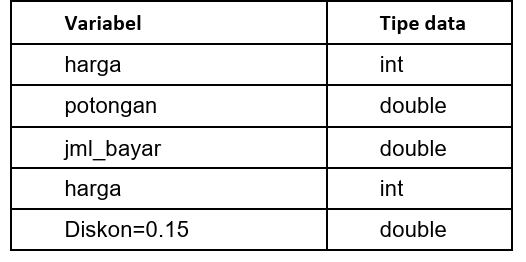 Variabel Tipe data
harga int
potongan double
jml_bayar double
harga int
Diskon=0.15 double